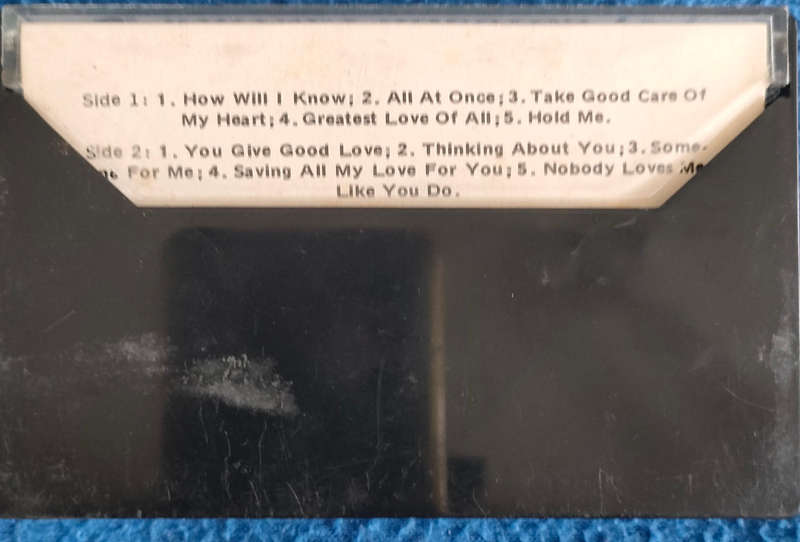 Side 1: 1. How Will I Know; 2. All At Once; 3. Take Good Care Of
My Heart; 4. Greatest Love Of All; 5. Hold Me.
Side 2: 1. You Give Good Love; 2. Thinking About You; 3. Some-
ne For Me; 4. Saving All My Love For You; 5. Nobody Loves Me
Like You Do.